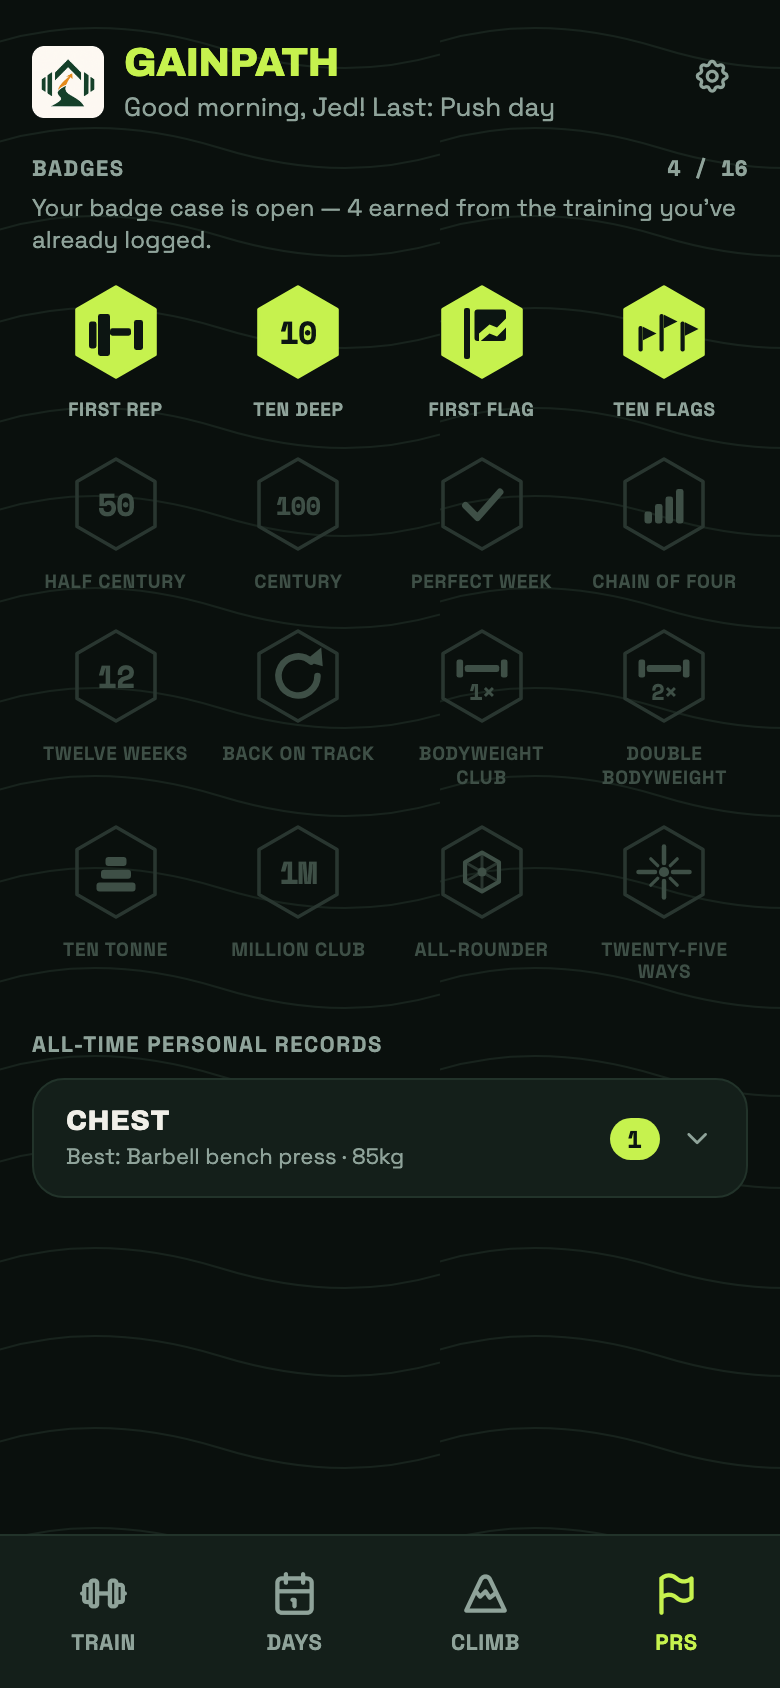 GAINPATH
Good morning, Jed! Last: Push day
BADGES
4 / 16
Your badge case is open — 4 earned from the training you've
already logged.
10
FIRST REP
TEN DEEP
FIRST FLAG
TEN FLAGS
50
100
HALF CENTURY
CENTURY
PERFECT WEEK
CHAIN OF FOUR
12
1×
2×
TWELVE WEEKS
BACK ON TRACK
BODYWEIGHT
CLUB
DOUBLE
BODYWEIGHT
1M
TEN TONNE
MILLION CLUB
ALL-ROUNDER
TWENTY-FIVE
WAYS
ALL-TIME PERSONAL RECORDS
CHEST
Best: Barbell bench press · 85kg
1
TRAIN
DAYS
CLIMB
PRS